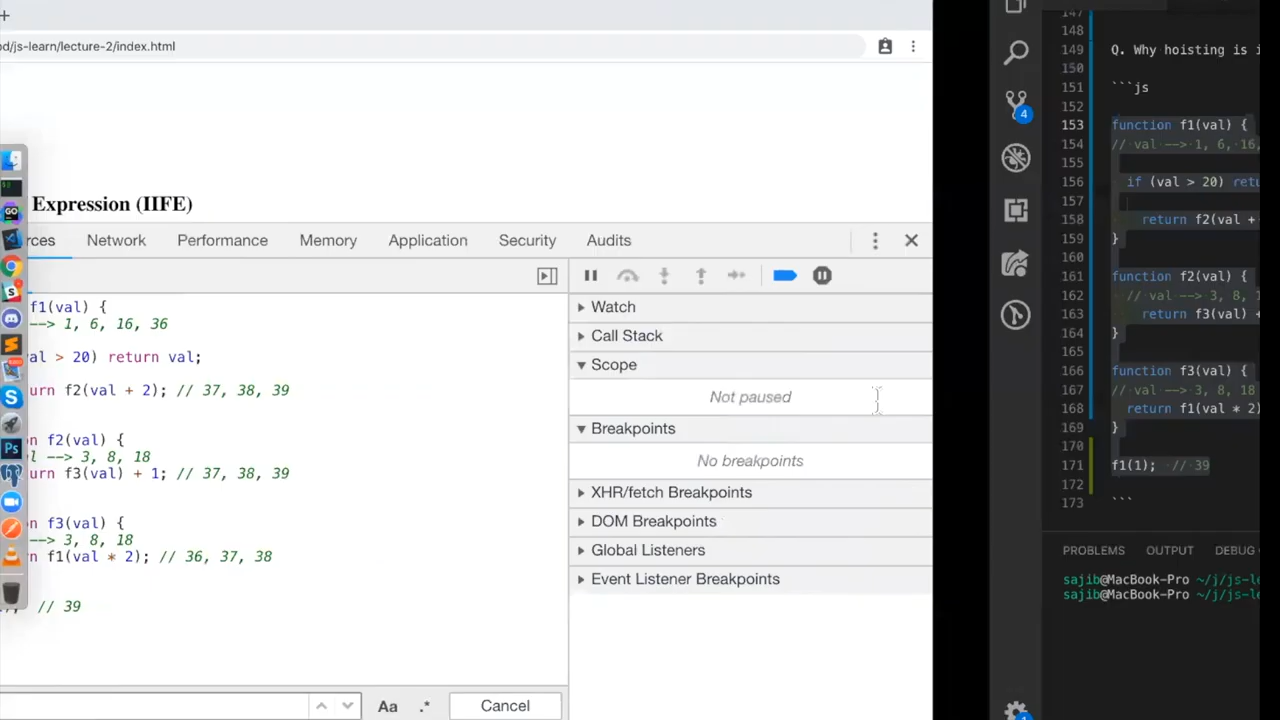 d/js-learn/lecture-2/index.html
Expression (IIFE)
rces Network Performance Memory Application Security Audits
f1(val) {
--> 1, 6, 16, 36
al > 20) return val;
urn f2(val + 2); // 37, 38, 39
on f2(val) {
l --> 3, 8, 18
urn f3(val) + 1; // 37, 38, 39
on f3(val) {
--> 3, 8, 18
n f1(val * 2); // 36, 37, 38
// 39
Aa .* Cancel
Watch
Call Stack
Scope
Not paused
Breakpoints
No breakpoints
XHR/fetch Breakpoints
DOM Breakpoints
Global Listeners
Event Listener Breakpoints
GO
Ps
4
147
148
149 Q. Why hoisting is i
150
151 ```js
152
153 function f1(val) {
154 // val --> 1, 6, 16,
155
156 if (val > 20) retu
157
158 return f2(val +
159 }
160
161 function f2(val) {
162 // val --> 3, 8, 1
163 return f3(val) +
164 }
165
166 function f3(val) {
167 // val --> 3, 8, 18
168 return f1(val * 2)
169 }
170
171 f1(1); // 39
172
173 ```
PROBLEMS OUTPUT DEBUG
sajib@MacBook-Pro ~/j/js-le
sajib@MacBook-Pro ~/j/js-le
1